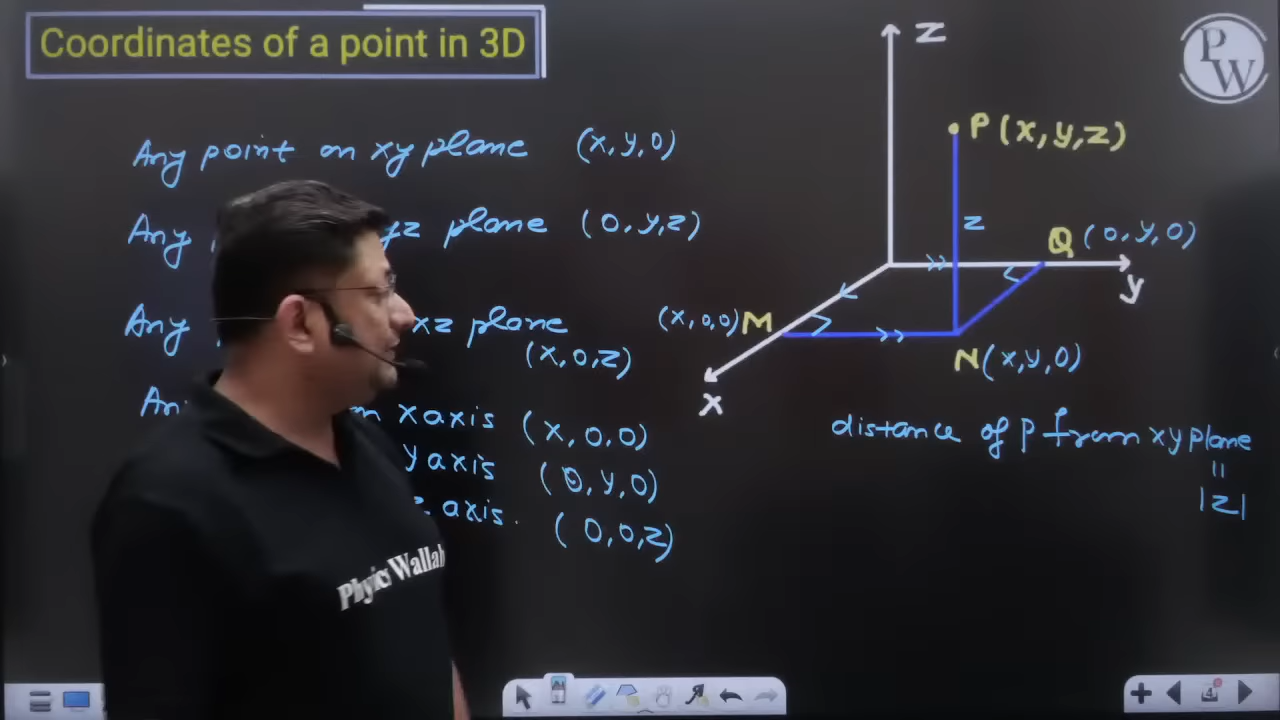 Coordinates of a point in 3D
PW
Any point on xy plane (x, y, 0)
Any yz plane (0, y, z)
Any xz plane
(x, 0, z)
on x axis (x, 0, 0)
y axis (0, y, 0)
z axis. (0, 0, z)
Z
P(x, y, z)
z
Q (0, y, 0)
y
(x, 0, 0) M
N(x, y, 0)
x
distance of P from xy plane
=
|z|
Physics Wallah
4